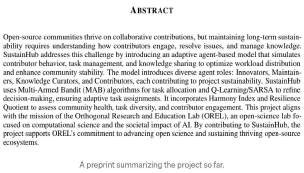 ABSTRACT
Open-source communities thrive on collaborative contributions, but maintaining long-term sustain-
ability requires understanding how contributors engage, resolve issues, and manage knowledge.
SustainHub addresses this challenge by introducing an adaptive agent-based model that simulates
contributor behavior, task management, and knowledge sharing to optimize workload distribution
and enhance community stability. The model introduces diverse agent roles: Innovators, Maintain-
ers, Knowledge Curators, and Contributors, each contributing to project sustainability. SustainHub
uses Multi-Armed Bandit (MAB) algorithms for task allocation and Q-Learning/SARSA to refine
decision-making, ensuring adaptive task assignments. It incorporates Harmony Index and Resilience
Quotient to assess community health, task diversity, and contributor engagement. This project aligns
with the mission of the Orthogonal Research and Education Lab (OREL), an open-science lab fo-
cused on computational science and the societal impact of AI. By contributing to SustainHub, the
project supports OREL's commitment to advancing open science and sustaining thriving open-source
ecosystems.
A preprint summarizing the project so far.